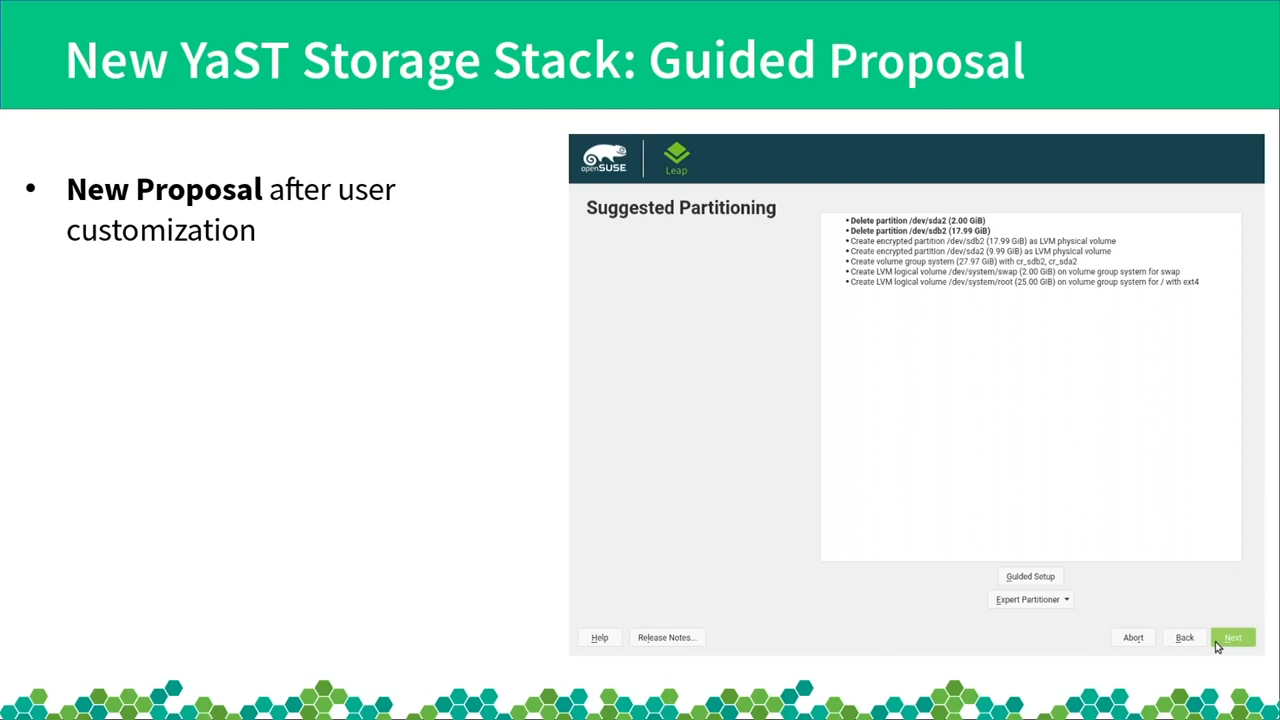 New YaST Storage Stack: Guided Proposal
• New Proposal after user
customization
openSUSE
Leap
Suggested Partitioning
• Delete partition /dev/sda2 (2.00 GiB)
• Delete partition /dev/sdb2 (17.99 GiB)
• Create encrypted partition /dev/sdb2 (17.99 GiB) as LVM physical volume
• Create encrypted partition /dev/sda2 (9.99 GiB) as LVM physical volume
• Create volume group system (27.97 GiB) with cr_sdb2, cr_sda2
• Create LVM logical volume /dev/system/swap (2.00 GiB) on volume group system for swap
• Create LVM logical volume /dev/system/root (25.00 GiB) on volume group system for / with ext4
Guided Setup
Expert Partitioner
Help
Release Notes...
Abort
Back
Next